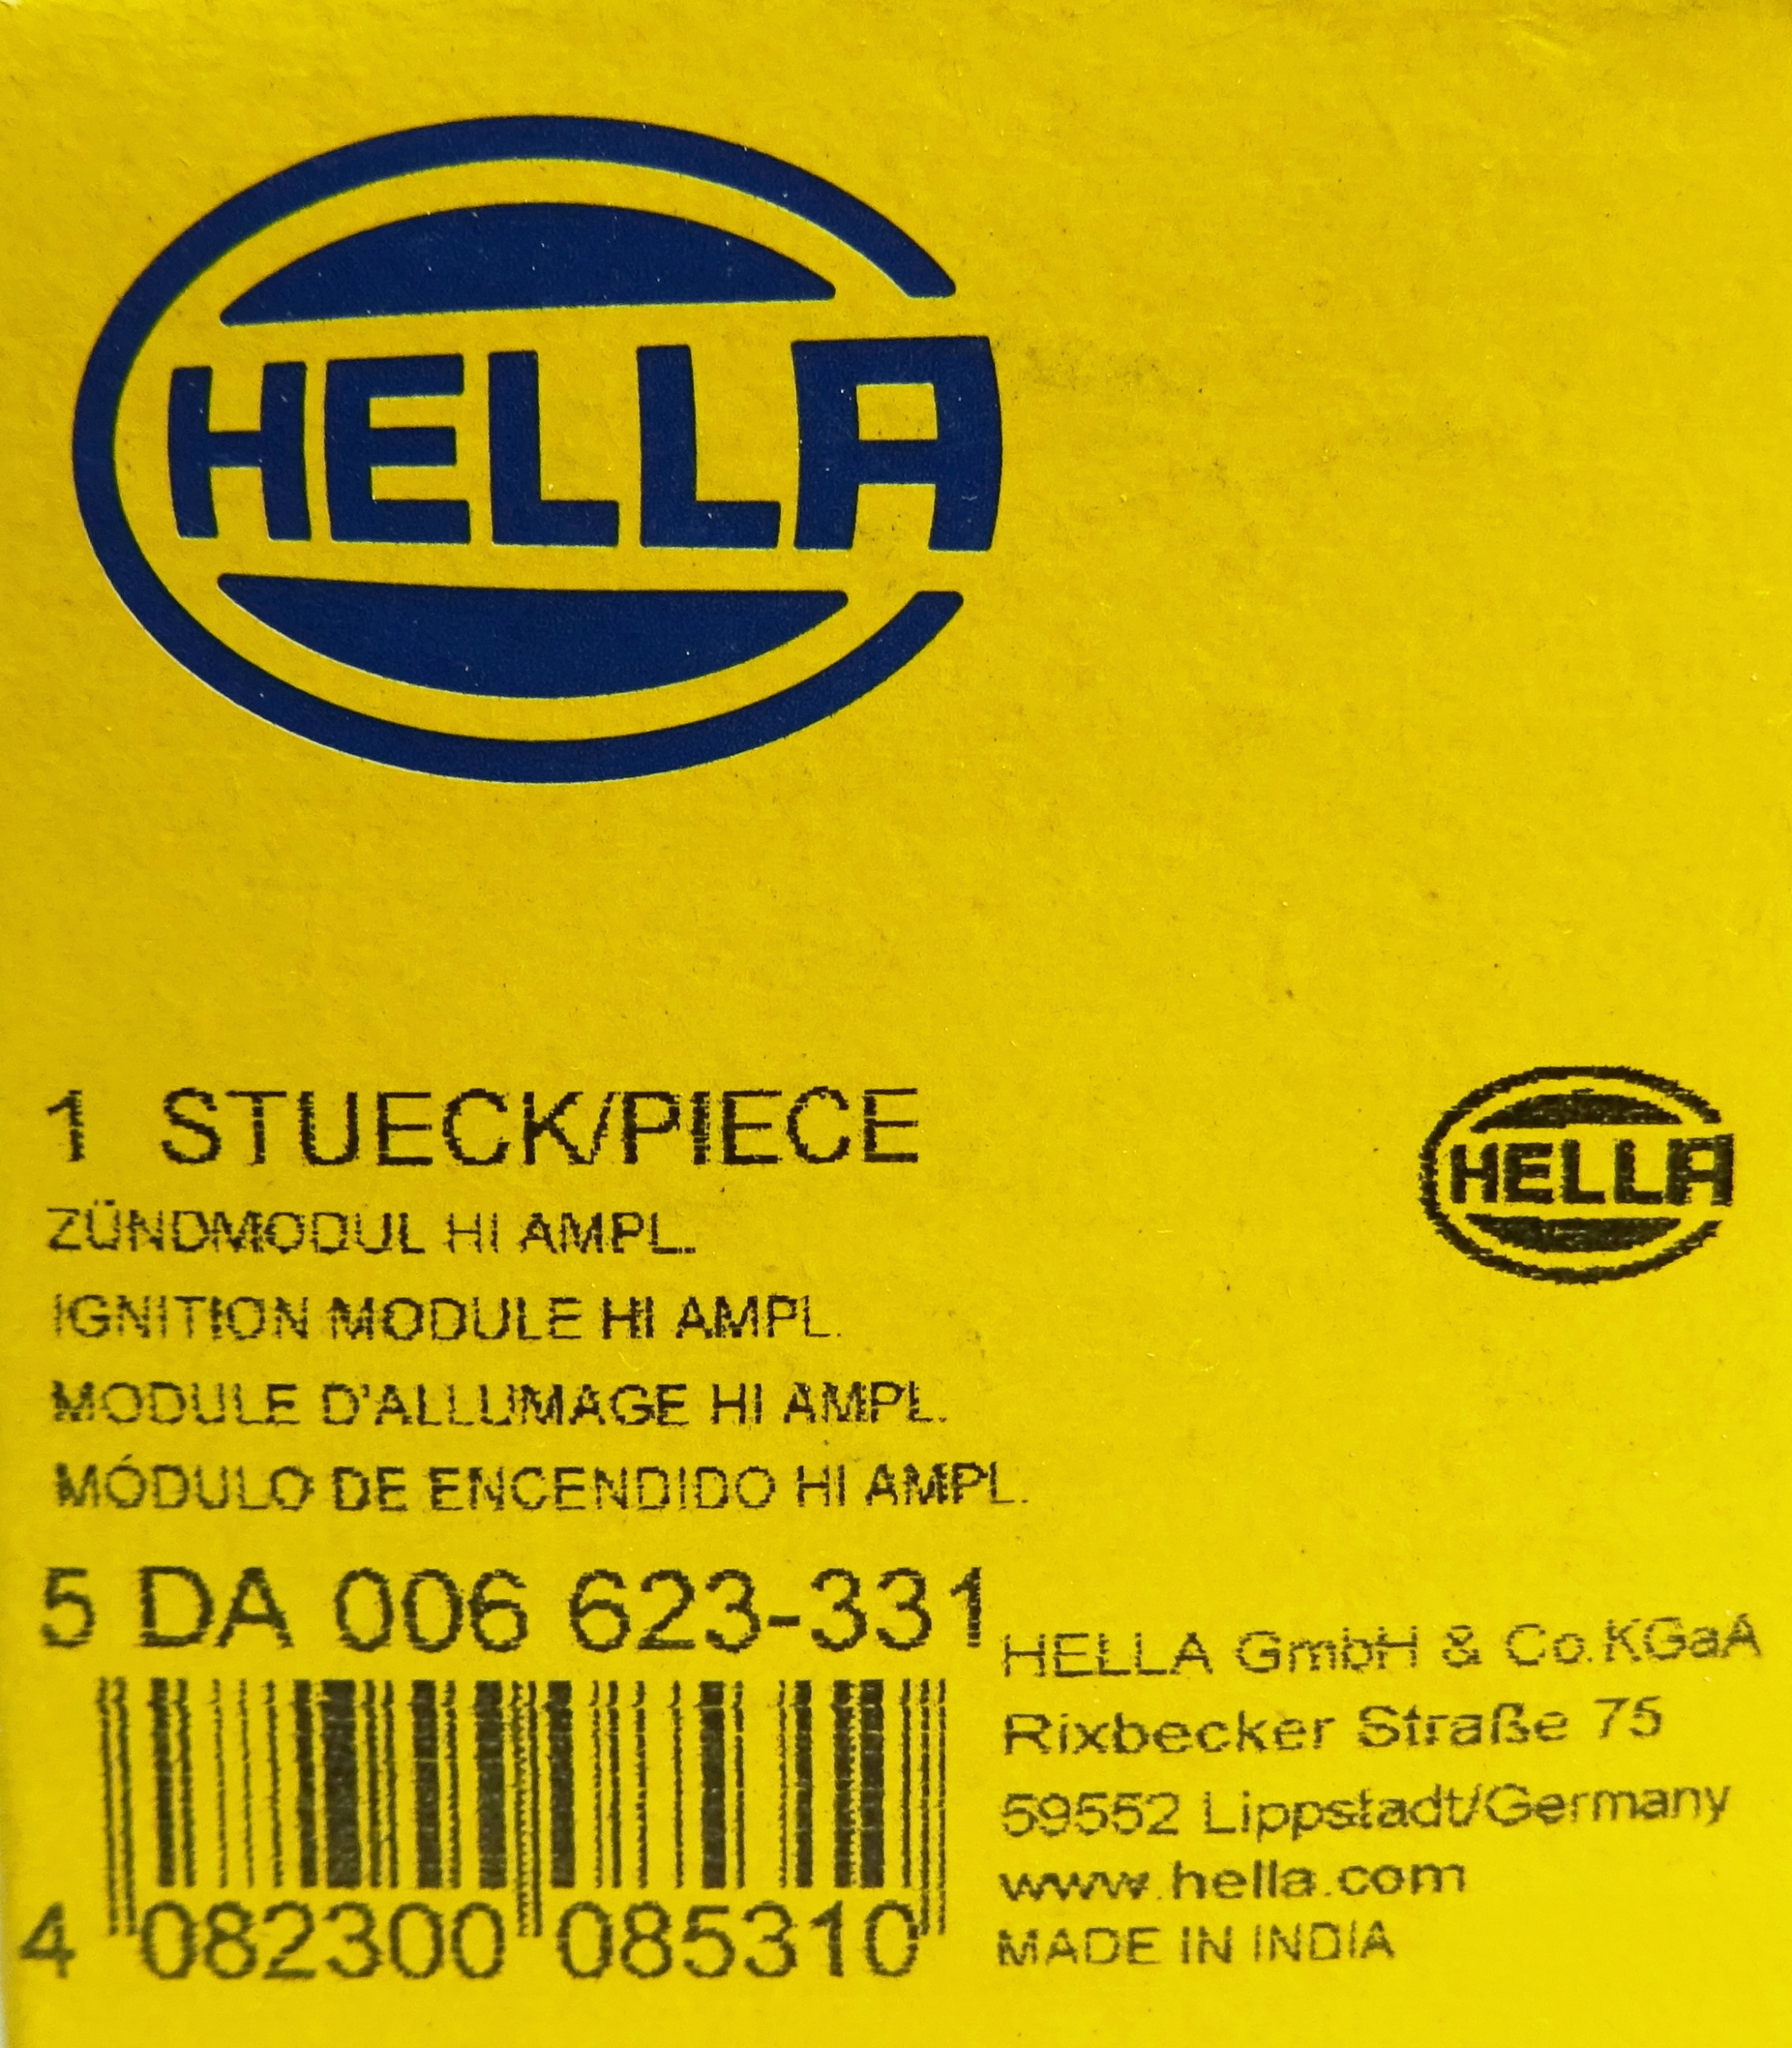 HELLA
1 STUECK/PIECE
HELLA
ZÜNDMODUL HI AMPL.
IGNITION MODULE HI AMPL.
MODULE D'ALLUMAGE HI AMPL.
MÓDULO DE ENCENDIDO HI AMPL.
5 DA 006 623-331
4 082300 085310
HELLA GmbH & Co.KGaA
Rixbecker Straße 75
59552 Lippstadt/Germany
www.hella.com
MADE IN INDIA